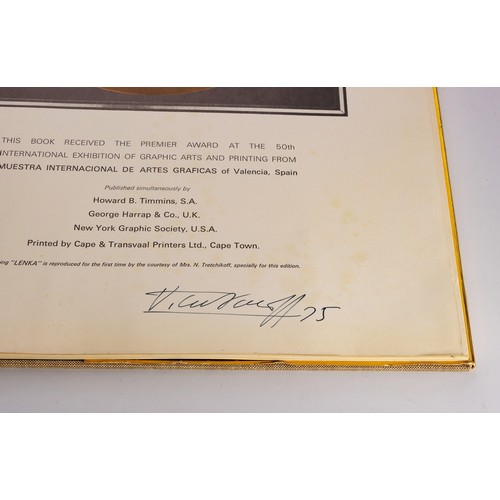 THIS BOOK RECEIVED THE PREMIER AWARD AT THE 50th
INTERNATIONAL EXHIBITION OF GRAPHIC ARTS AND PRINTING FROM
MUESTRA INTERNACIONAL DE ARTES GRAFICAS of Valencia, Spain
Published simultaneously by
Howard B. Timmins, S.A.
George Harrap & Co., U.K.
New York Graphic Society, U.S.A.
Printed by Cape & Transvaal Printers Ltd., Cape Town.
"LENKA" is reproduced for the first time by the courtesy of Mrs. N. Tretchikoff, specially for this edition.
75